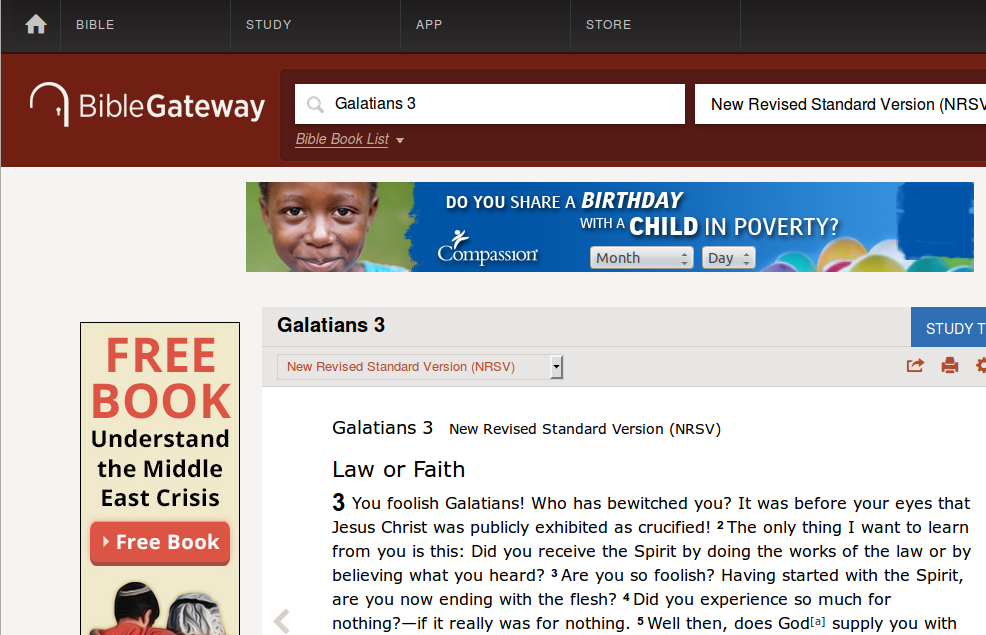 BIBLE
STUDY
APP
STORE
BibleGateway
Galatians 3
New Revised Standard Version (NRSV
Bible Book List
DO YOU SHARE A BIRTHDAY
WITH A CHILD IN POVERTY?
Compassion
Month
Day
FREE
BOOK
Understand
the Middle
East Crisis
Free Book
Galatians 3
STUDY T
New Revised Standard Version (NRSV)
Galatians 3 New Revised Standard Version (NRSV)
Law or Faith
3 You foolish Galatians! Who has bewitched you? It was before your eyes that
Jesus Christ was publicly exhibited as crucified! 2 The only thing I want to learn
from you is this: Did you receive the Spirit by doing the works of the law or by
believing what you heard? 3 Are you so foolish? Having started with the Spirit,
are you now ending with the flesh? 4 Did you experience so much for
nothing?—if it really was for nothing. 5 Well then, does God[a] supply you with